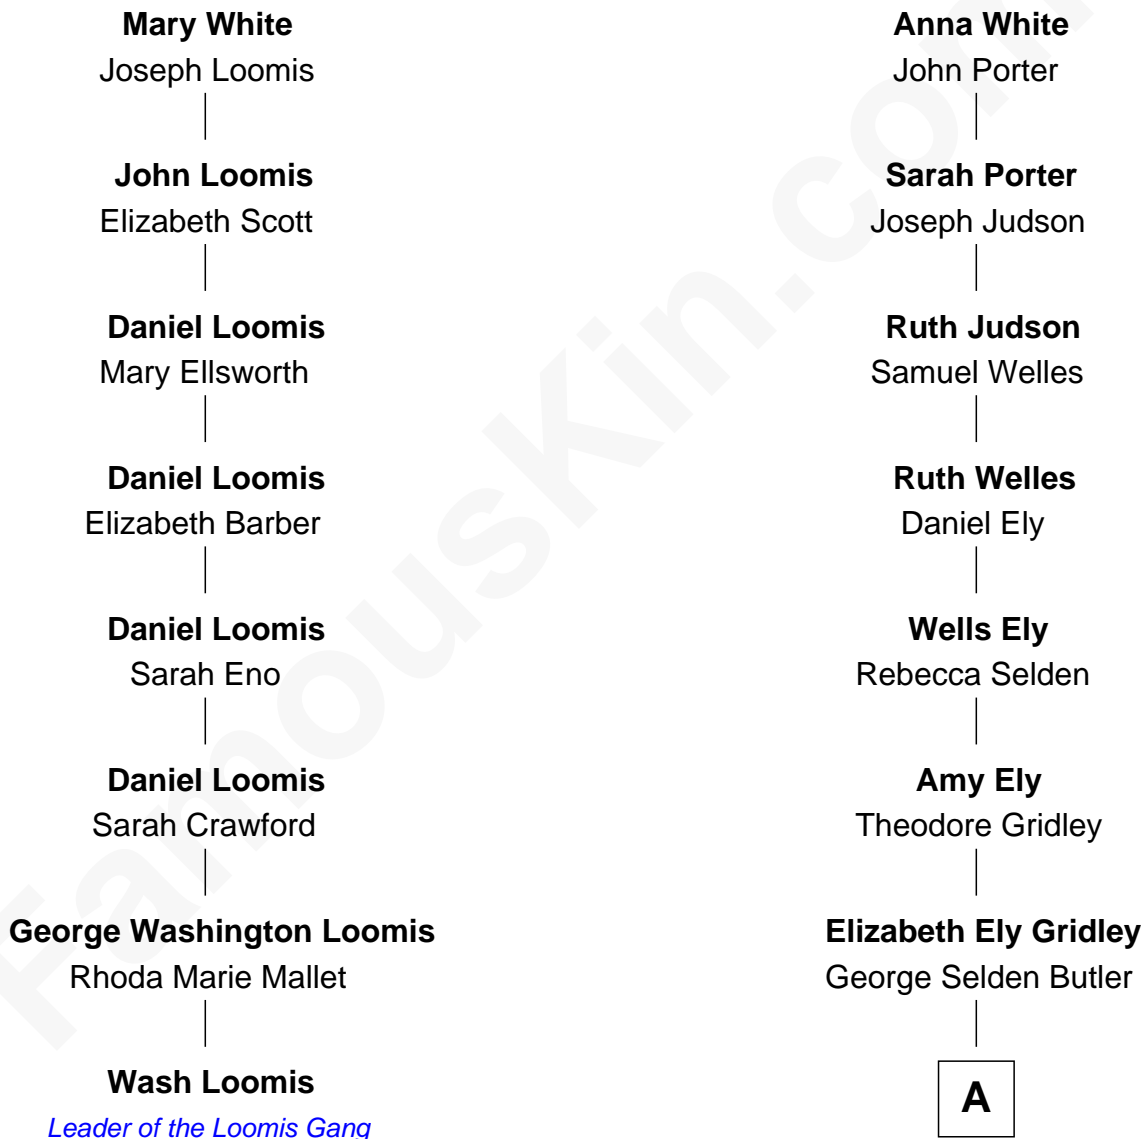 Mary White
Joseph Loomis
John Loomis
Elizabeth Scott
Daniel Loomis
Mary Ellsworth
Daniel Loomis
Elizabeth Barber
Daniel Loomis
Sarah Eno
Daniel Loomis
Sarah Crawford
George Washington Loomis
Rhoda Marie Mallet
Wash Loomis
Leader of the Loomis Gang
Anna White
John Porter
Sarah Porter
Joseph Judson
Ruth Judson
Samuel Welles
Ruth Welles
Daniel Ely
Wells Ely
Rebecca Selden
Amy Ely
Theodore Gridley
Elizabeth Ely Gridley
George Selden Butler
A
FamousKin.com